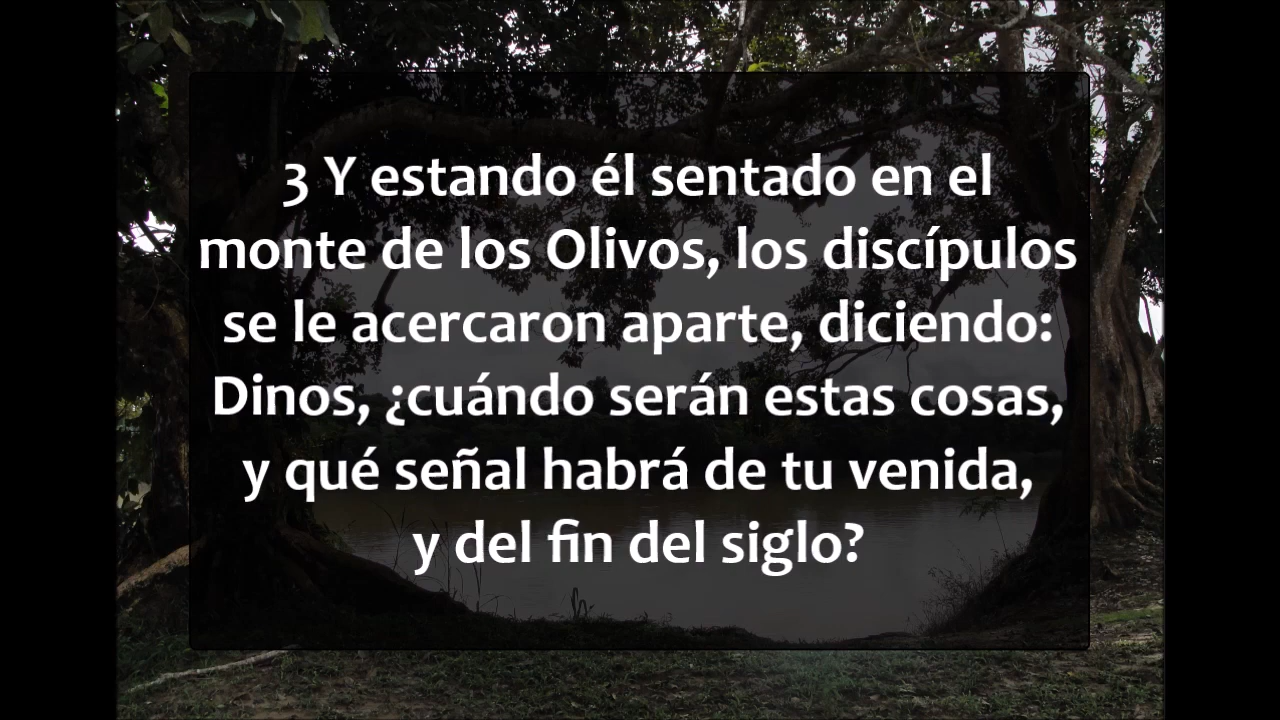 3 Y estando él sentado en el
monte de los Olivos, los discípulos
se le acercaron aparte, diciendo:
Dinos, ¿cuándo serán estas cosas,
y qué señal habrá de tu venida,
y del fin del siglo?